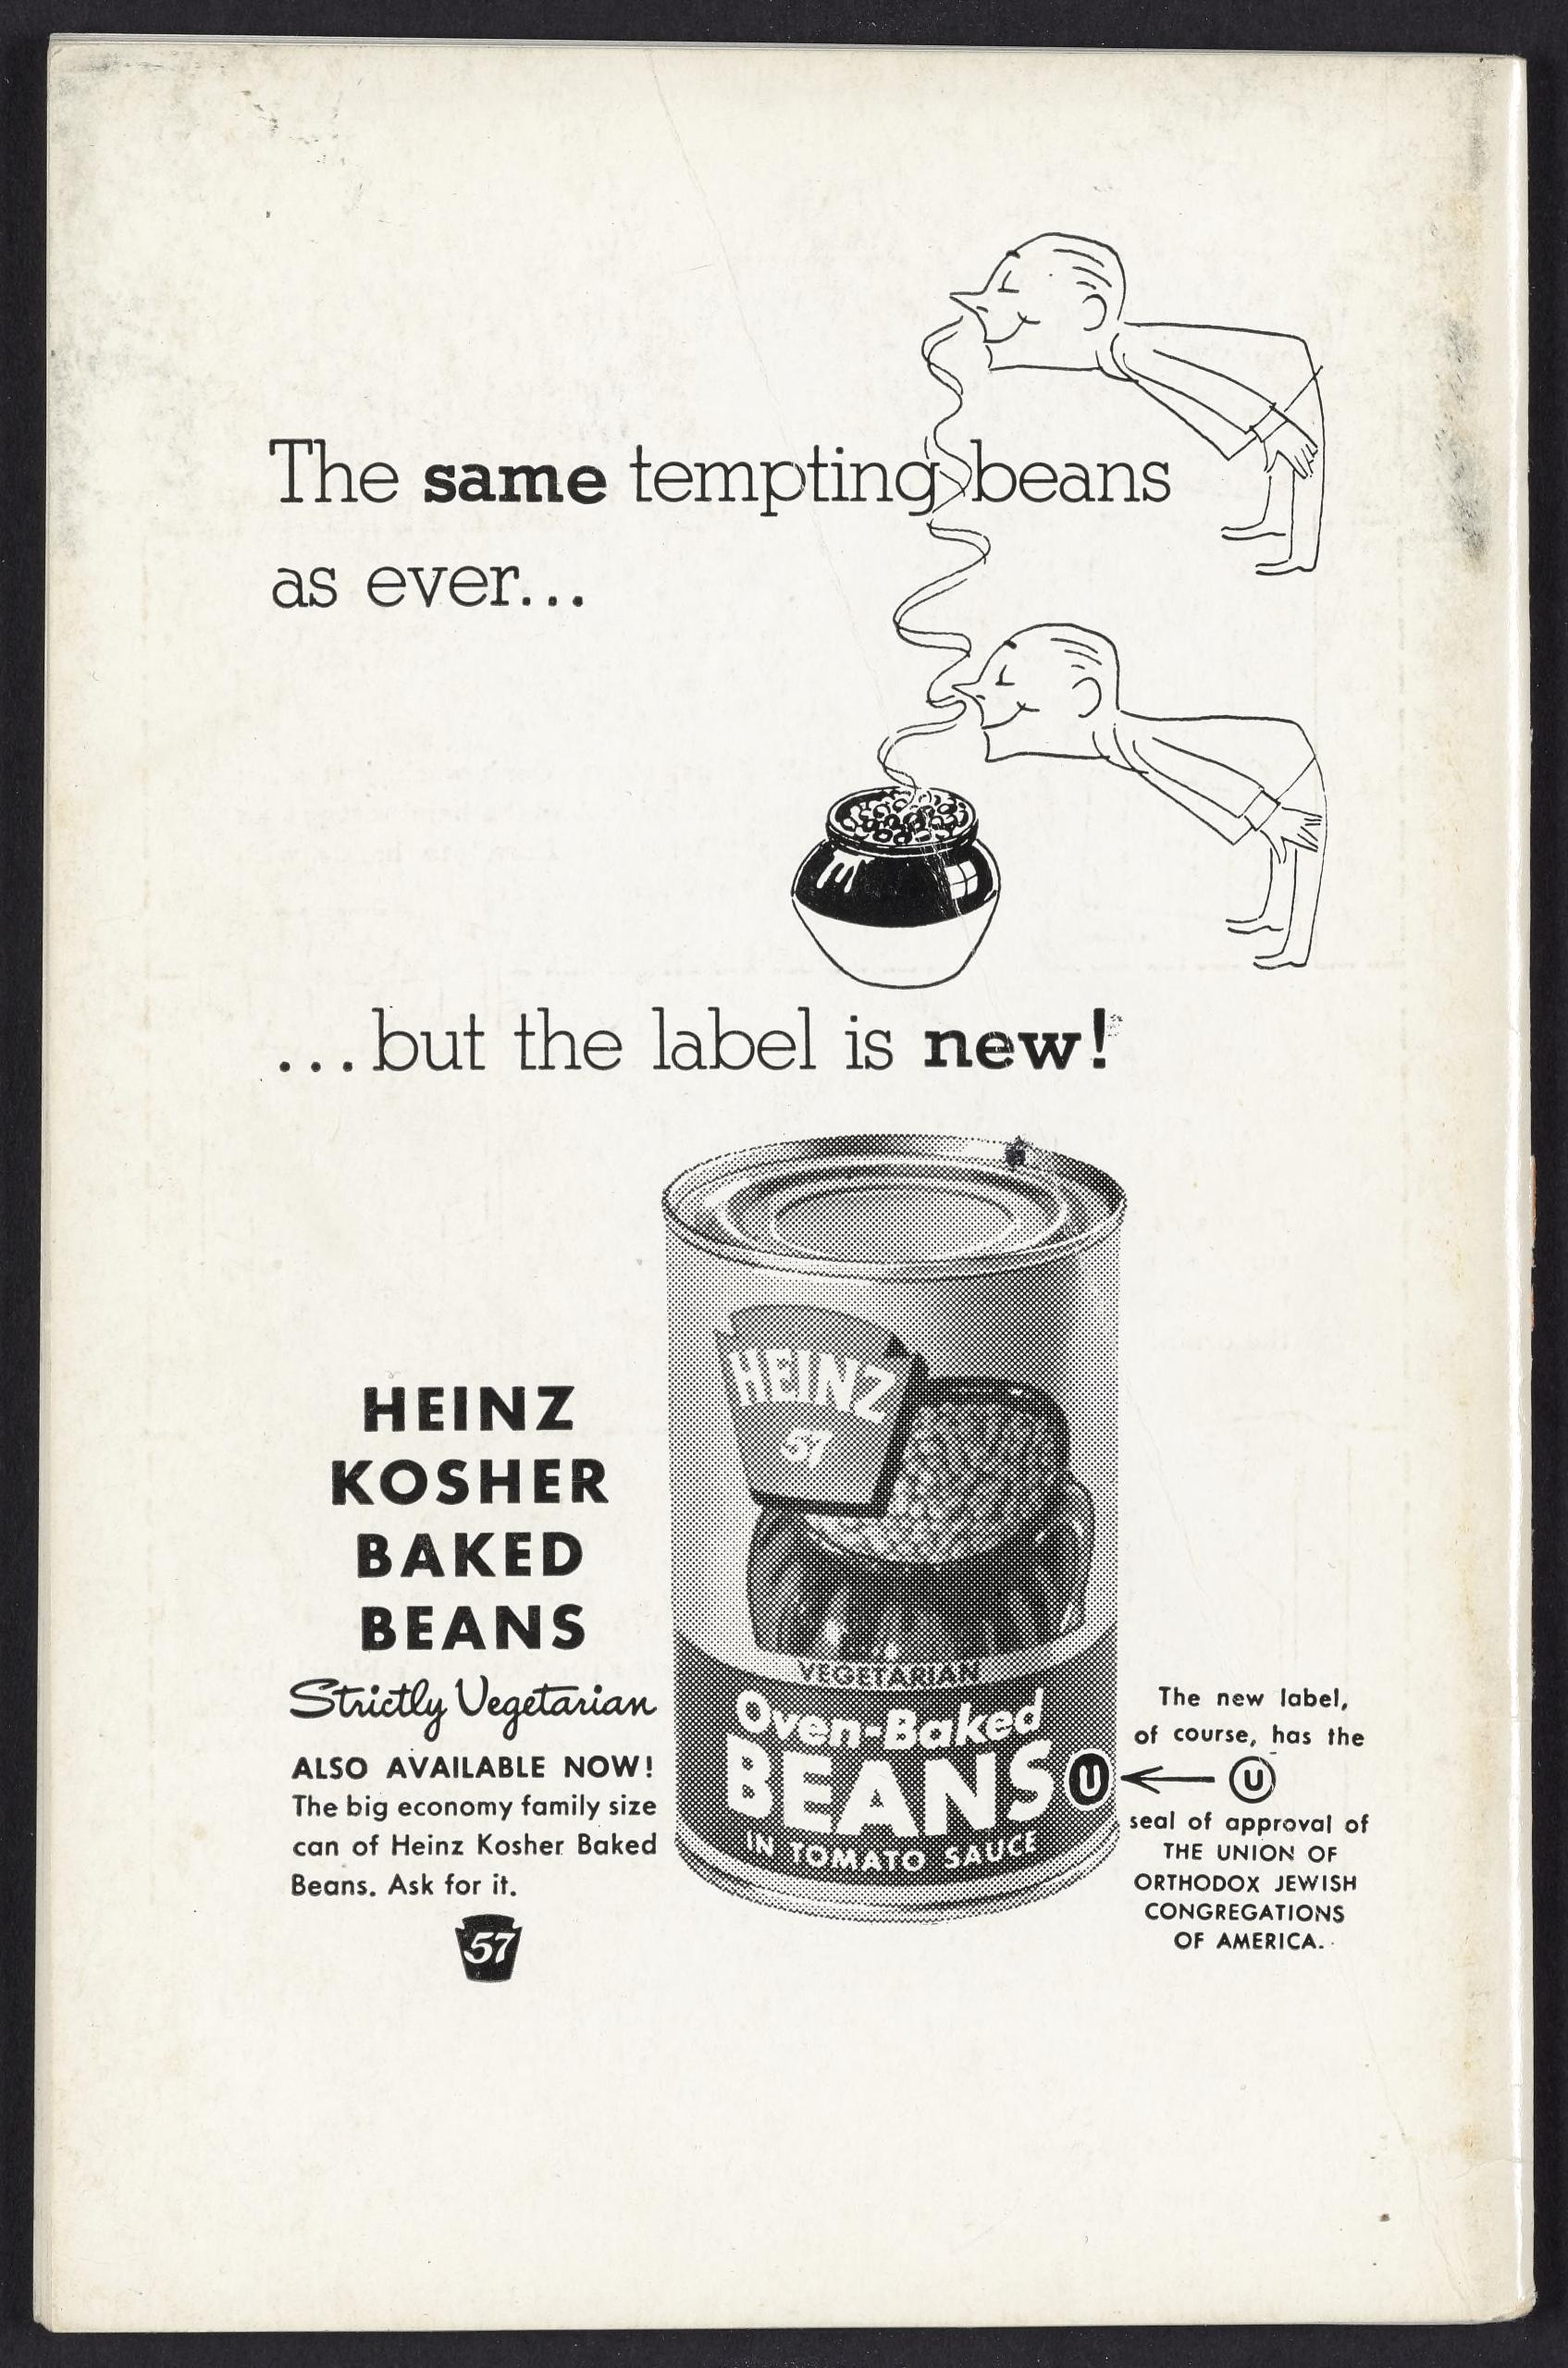 The same tempting beans
as ever...
...but the label is new!
HEINZ
57
VEGETARIAN
Oven-Baked
BEANS
IN TOMATO SAUCE
U
HEINZ
KOSHER
BAKED
BEANS
Strictly Vegetarian
ALSO AVAILABLE NOW!
The big economy family size
can of Heinz Kosher Baked
Beans. Ask for it.
57
The new label,
of course, has the
Ⓤ
seal of approval of
THE UNION OF
ORTHODOX JEWISH
CONGREGATIONS
OF AMERICA.